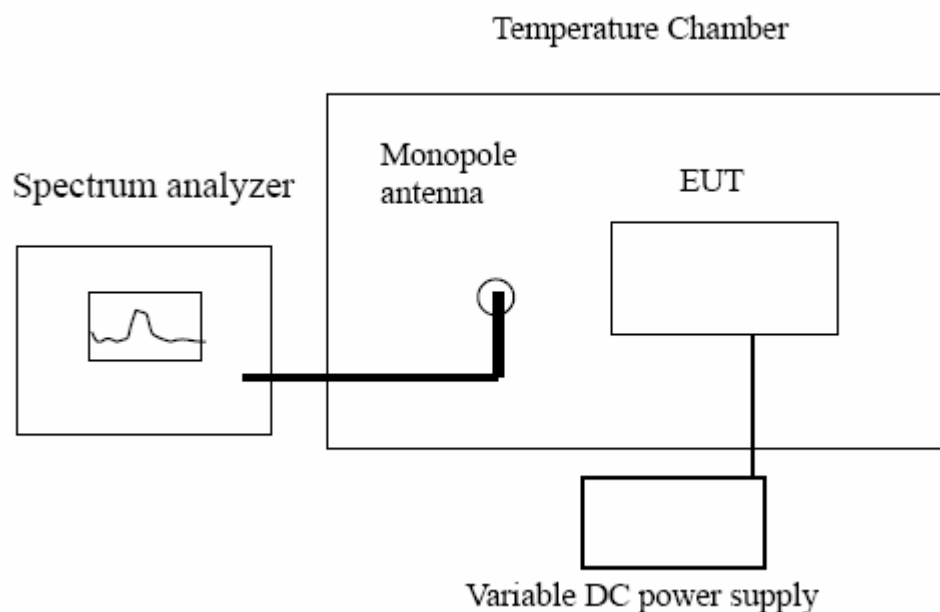 Temperature Chamber
Monopole
antenna
EUT
Spectrum analyzer
Variable DC power supply